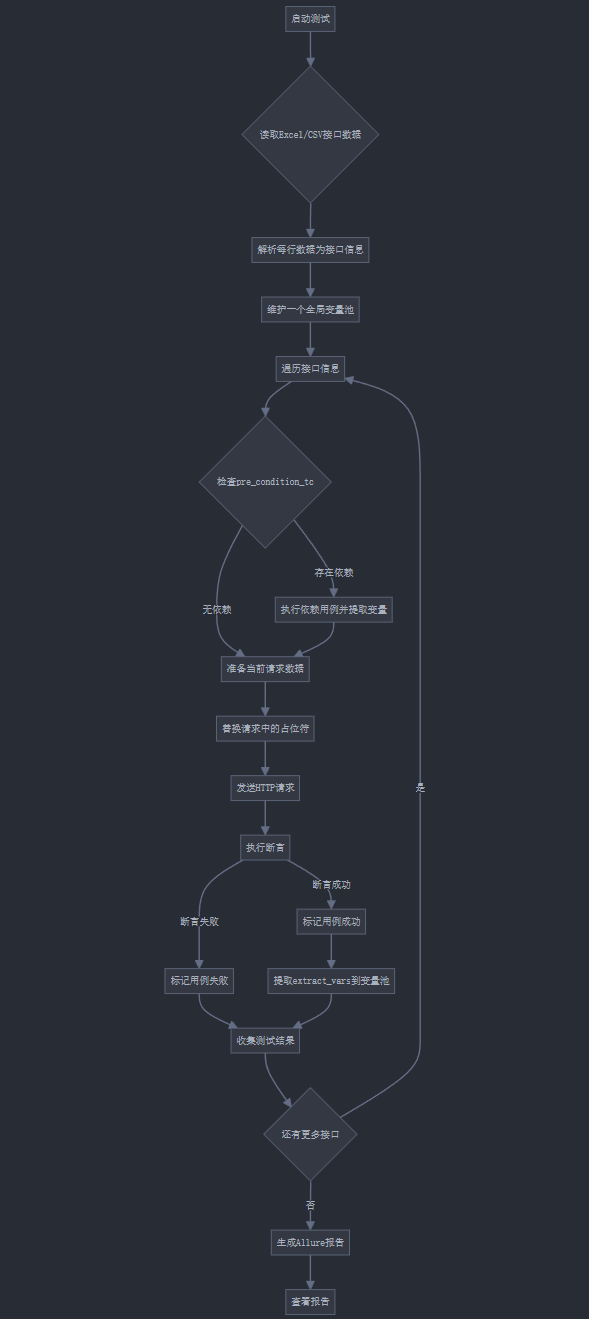 启动测试
读取Excel/CSV接口数据
解析每行数据为接口信息
维护一个全局变量池
遍历接口信息
检查pre_condition_tc
存在依赖
无依赖
执行依赖用例并提取变量
准备当前请求数据
替换请求中的占位符
发送HTTP请求
是
执行断言
断言成功
断言失败
标记用例成功
标记用例失败
提取extract_vars到变量池
收集测试结果
还有更多接口
否
生成Allure报告
查看报告